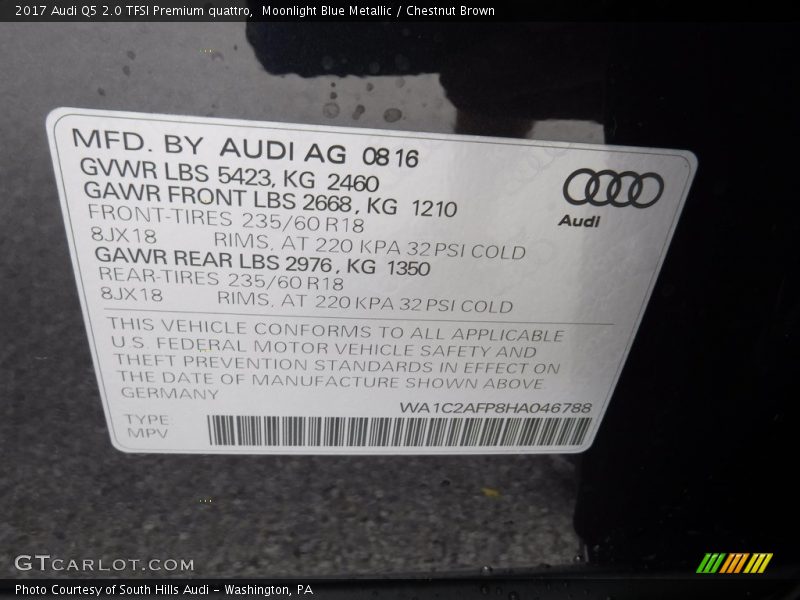 2017 Audi Q5 2.0 TFSI Premium quattro,  Moonlight Blue Metallic / Chestnut Brown
MFD. BY AUDI AG 08 16
GVWR LBS 5423, KG 2460
GAWR FRONT LBS 2668, KG 1210
FRONT-TIRES 235/60 R18
8JX18 RIMS, AT 220 KPA 32 PSI COLD
GAWR REAR LBS 2976, KG 1350
REAR-TIRES 235/60 R18
8JX18 RIMS, AT 220 KPA 32 PSI COLD
Audi
THIS VEHICLE CONFORMS TO ALL APPLICABLE
U.S. FEDERAL MOTOR VEHICLE SAFETY AND
THEFT PREVENTION STANDARDS IN EFFECT ON
THE DATE OF MANUFACTURE SHOWN ABOVE
GERMANY
WA1C2AFP8HA046788
TYPE:
MPV
GTCARLOT.COM
Photo Courtesy of South Hills Audi - Washington, PA